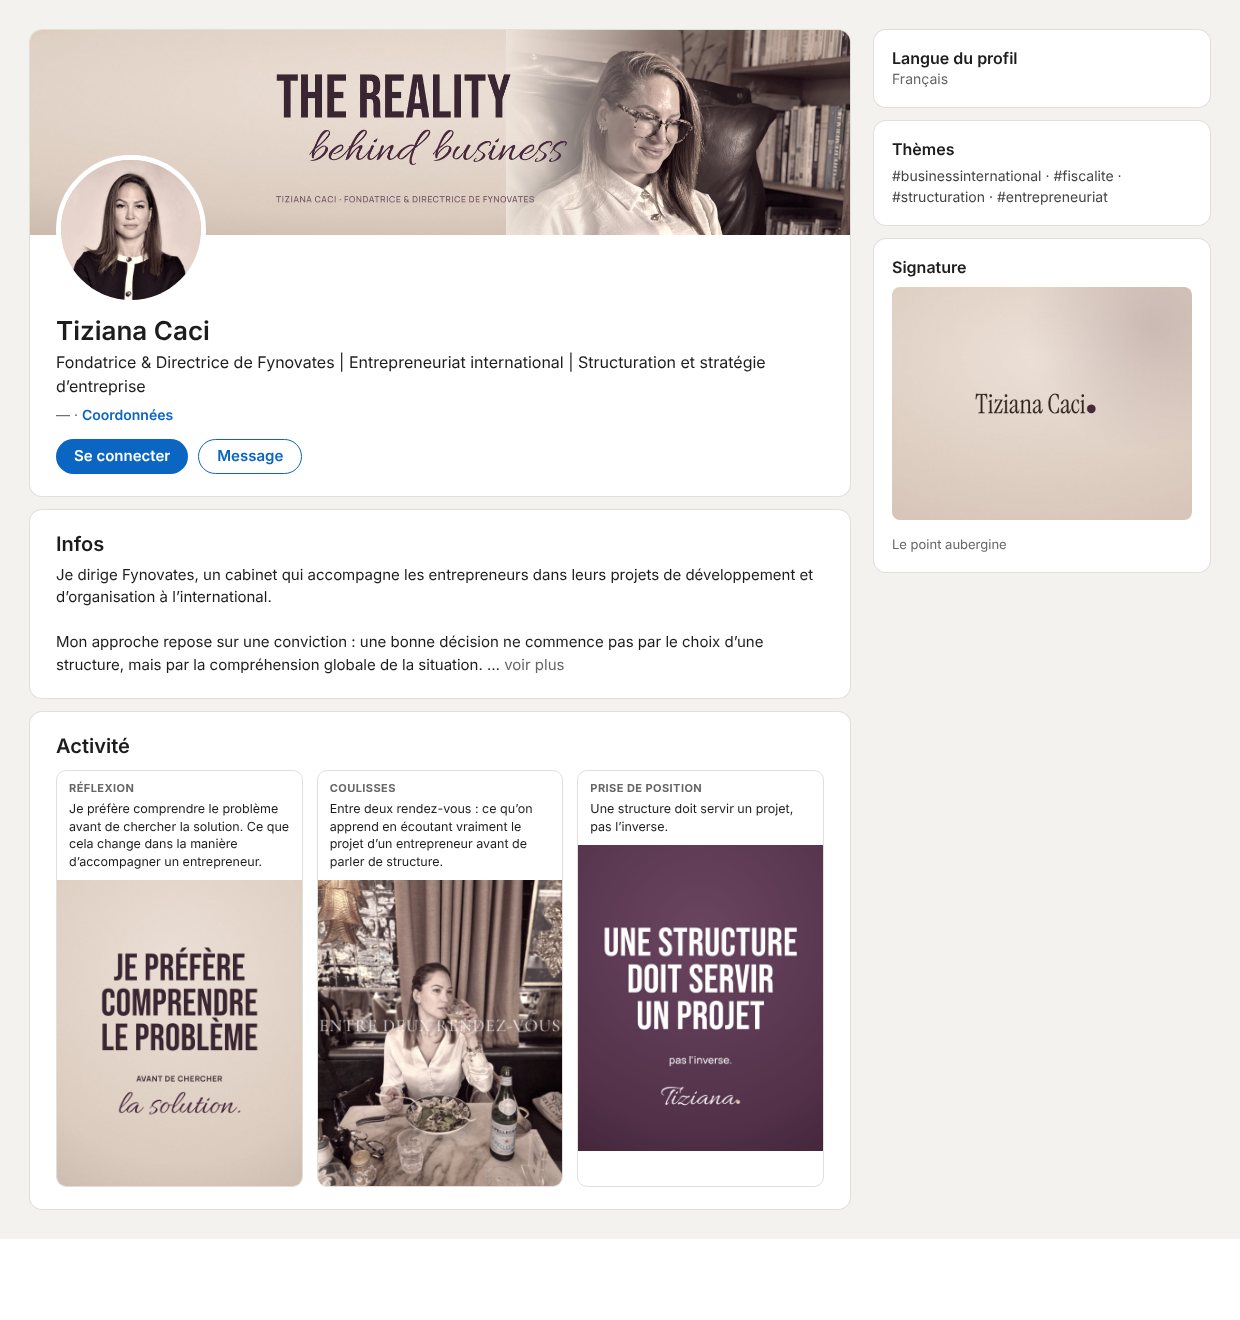 THE REALITY
behind business
TIZIANA CACI · FONDATRICE & DIRECTRICE DE FYNOVATES
Tiziana Caci
Fondatrice & Directrice de Fynovates | Entrepreneuriat international | Structuration et stratégie
d’entreprise
— · Coordonnées
Se connecter
Message
Infos
Je dirige Fynovates, un cabinet qui accompagne les entrepreneurs dans leurs projets de développement et
d’organisation à l’international.
Mon approche repose sur une conviction : une bonne décision ne commence pas par le choix d’une
structure, mais par la compréhension globale de la situation. ... voir plus
Activité
RÉFLEXION
Je préfère comprendre le problème
avant de chercher la solution. Ce que
cela change dans la manière
d’accompagner un entrepreneur.
JE PRÉFÈRE
COMPRENDRE
LE PROBLÈME
AVANT DE CHERCHER
la solution.
COULISSES
Entre deux rendez-vous : ce qu’on
apprend en écoutant vraiment le
projet d’un entrepreneur avant de
parler de structure.
ENTRE DEUX RENDEZ-VOUS
PRISE DE POSITION
Une structure doit servir un projet,
pas l’inverse.
UNE STRUCTURE
DOIT SERVIR
UN PROJET
pas l’inverse.
Tiziana.
Langue du profil
Français
Thèmes
#businessinternational · #fiscalite ·
#structuration · #entrepreneuriat
Signature
Tiziana Caci
Le point aubergine